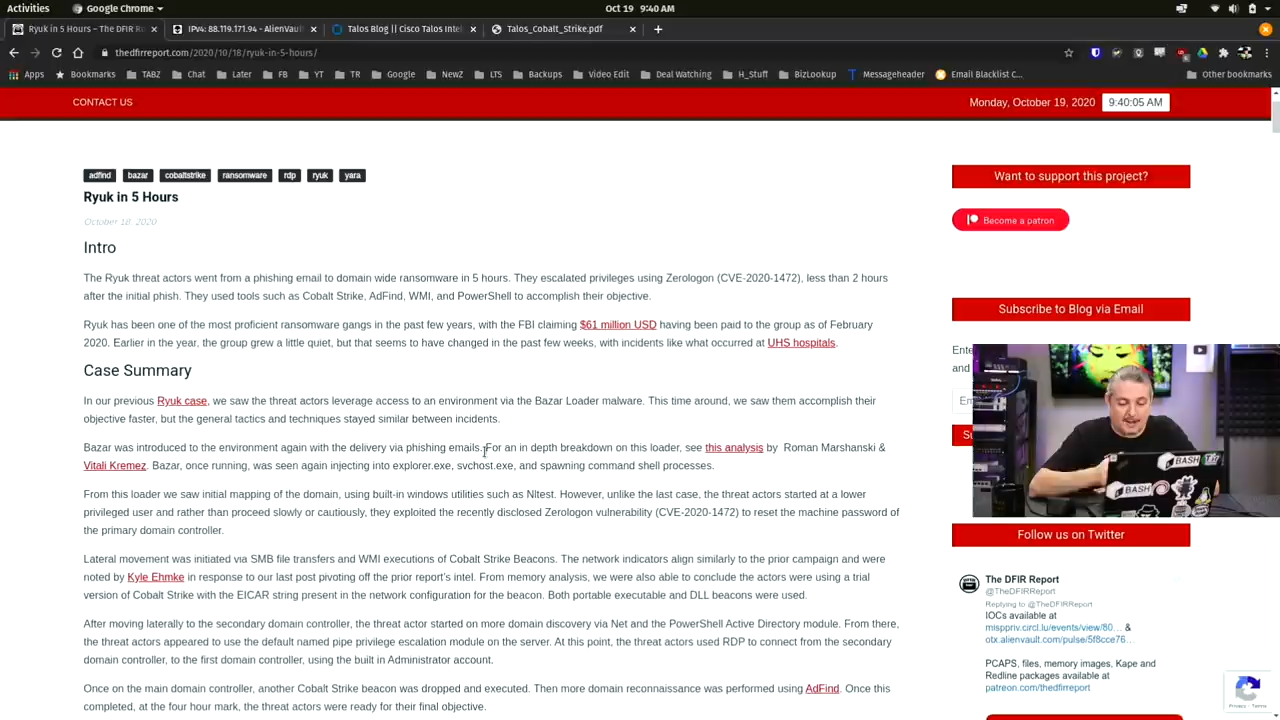 Activities
Google Chrome
Oct 19 9:40 AM
Ryuk in 5 Hours – The DFIR Re
IPv4: 88.119.171.94 - AlienVault
Talos Blog || Cisco Talos Intel
Talos_Cobalt_Strike.pdf
thedfirreport.com/2020/10/18/ryuk-in-5-hours/
Apps
Bookmarks
TABZ
Chat
Later
FB
YT
TR
Google
NewZ
LTS
Backups
Video Edit
Deal Watching
H_Stuff
BizLookup
Messageheader
Email Blacklist C...
Other bookmarks
CONTACT US
Monday, October 19, 2020 9:40:05 AM
adfind bazar cobaltstrike ransomware rdp ryuk yara
Ryuk in 5 Hours
October 18, 2020
Intro
The Ryuk threat actors went from a phishing email to domain wide ransomware in 5 hours. They escalated privileges using Zerologon (CVE-2020-1472), less than 2 hours
after the initial phish. They used tools such as Cobalt Strike, AdFind, WMI, and PowerShell to accomplish their objective.
Ryuk has been one of the most proficient ransomware gangs in the past few years, with the FBI claiming $61 million USD having been paid to the group as of February
2020. Earlier in the year, the group grew a little quiet, but that seems to have changed in the past few weeks, with incidents like what occurred at UHS hospitals.
Case Summary
In our previous Ryuk case, we saw the threat actors leverage access to an environment via the Bazar Loader malware. This time around, we saw them accomplish their
objective faster, but the general tactics and techniques stayed similar between incidents.
Bazar was introduced to the environment again with the delivery via phishing emails. For an in depth breakdown on this loader, see this analysis by Roman Marshanski &
Vitali Kremez. Bazar, once running, was seen again injecting into explorer.exe, svchost.exe, and spawning command shell processes.
From this loader we saw initial mapping of the domain, using built-in windows utilities such as Nltest. However, unlike the last case, the threat actors started at a lower
privileged user and rather than proceed slowly or cautiously, they exploited the recently disclosed Zerologon vulnerability (CVE-2020-1472) to reset the machine password of
the primary domain controller.
Lateral movement was initiated via SMB file transfers and WMI executions of Cobalt Strike Beacons. The network indicators align similarly to the prior campaign and were
noted by Kyle Ehmke in response to our last post pivoting off the prior report's intel. From memory analysis, we were also able to conclude the actors were using a trial
version of Cobalt Strike with the EICAR string present in the network configuration for the beacon. Both portable executable and DLL beacons were used.
After moving laterally to the secondary domain controller, the threat actor started on more domain discovery via Net and the PowerShell Active Directory module. From there,
the threat actors appeared to use the default named pipe privilege escalation module on the server. At this point, the threat actors used RDP to connect from the secondary
domain controller, to the first domain controller, using the built in Administrator account.
Once on the main domain controller, another Cobalt Strike beacon was dropped and executed. Then more domain reconnaissance was performed using AdFind. Once this
completed, at the four hour mark, the threat actors were ready for their final objective.
Want to support this project?
Become a patron
Subscribe to Blog via Email
Ente
and
Em
Su
BASH
BASH
Follow us on Twitter
The DFIR Report
@TheDFIRReport
Replying to @TheDFIRReport
IOCs available at
misppriv.circl.lu/events/view/80... &
otx.alienvault.com/pulse/5f8cce76...
PCAPS, files, memory images, Kape and
Redline packages available at
patreon.com/thedfirreport
Privacy - Terms